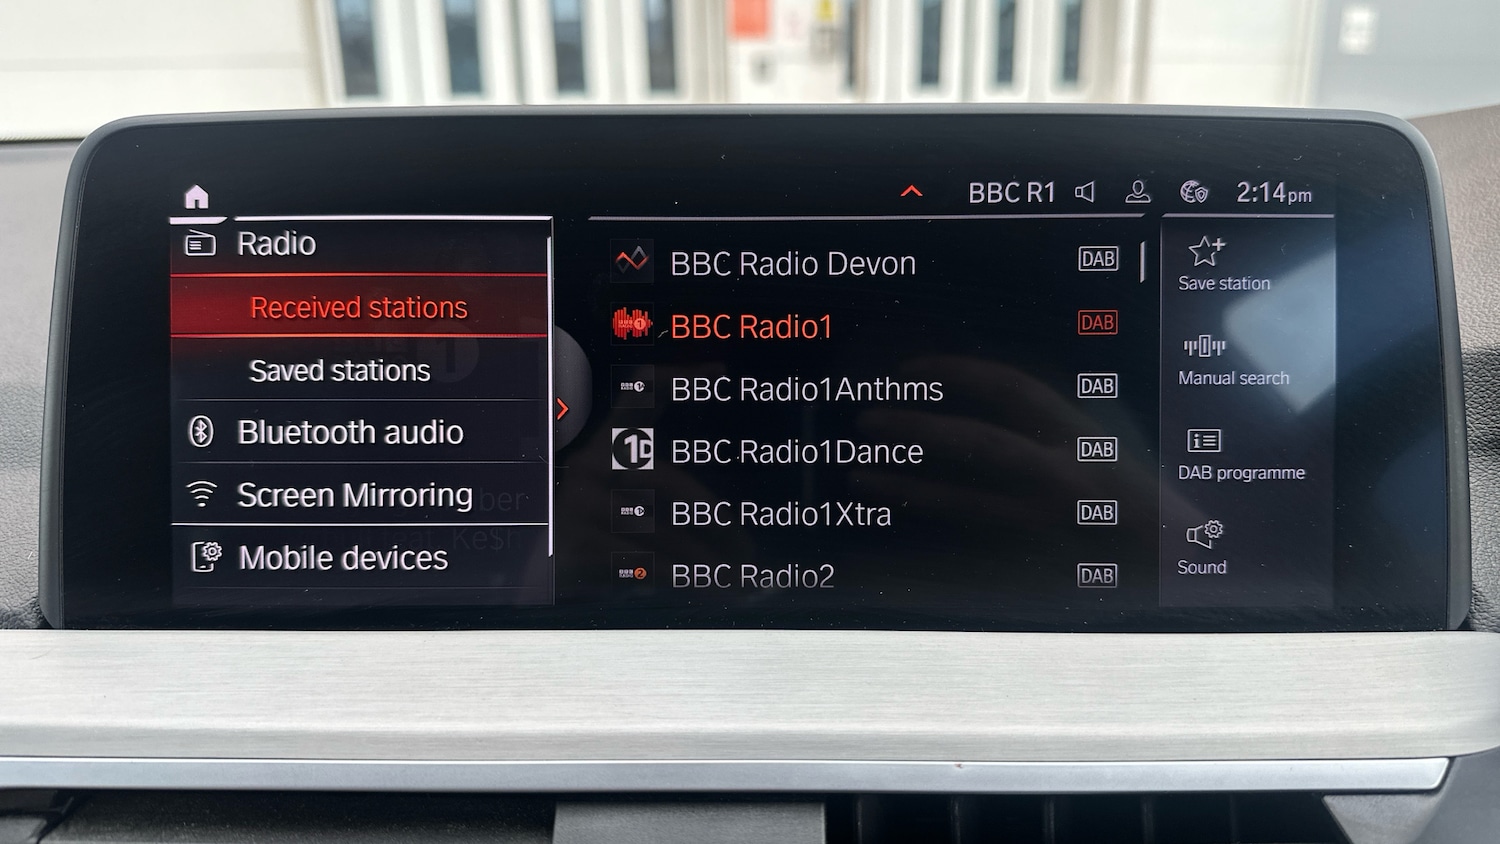 BBC R1 2:14pm
Radio
Received stations
Saved stations
Bluetooth audio
Screen Mirroring
Mobile devices
BBC Radio Devon DAB
BBC Radio1 DAB
BBC Radio1Anthms DAB
BBC Radio1Dance DAB
BBC Radio1Xtra DAB
BBC Radio2 DAB
Save station
Manual search
DAB programme
Sound